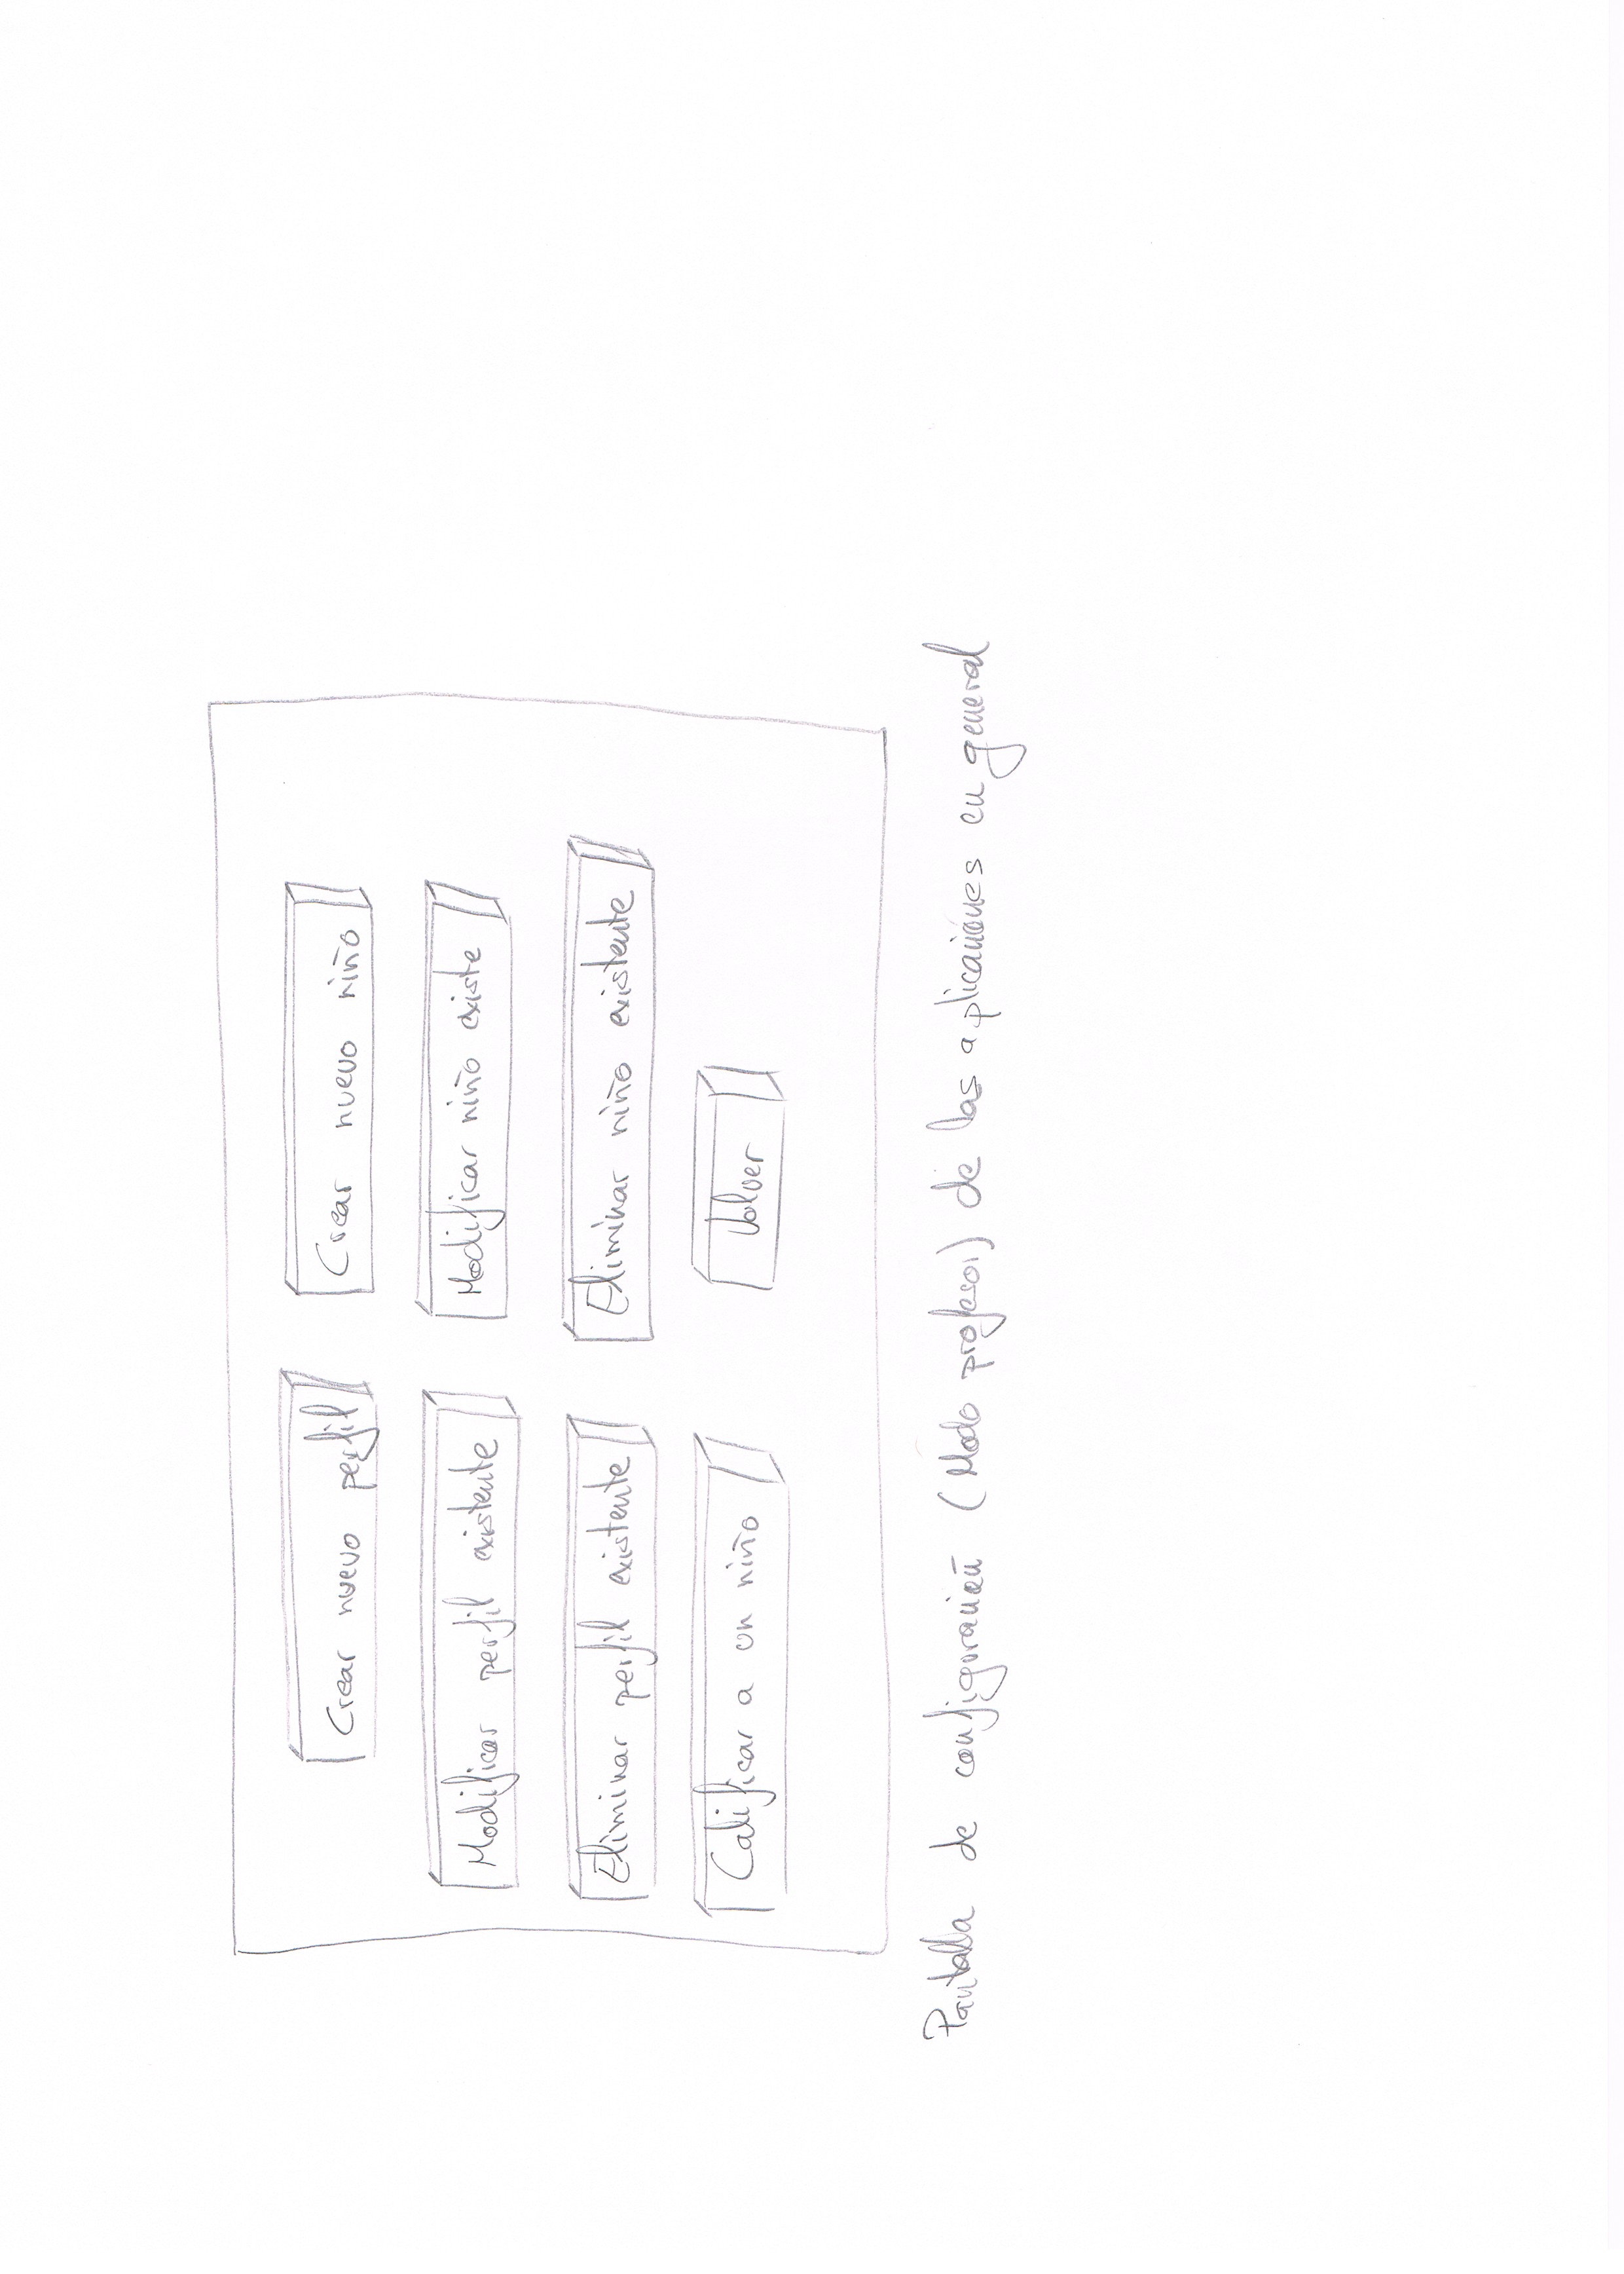 Crear nuevo perfil
Crear nuevo niño
Modificar perfil existente
Modificar niño existe
Eliminar perfil existente
Eliminar niño existente
Calificar a un niño
Volver
Pantalla de configuración (Modo profesor) de las aplicaciónes en general